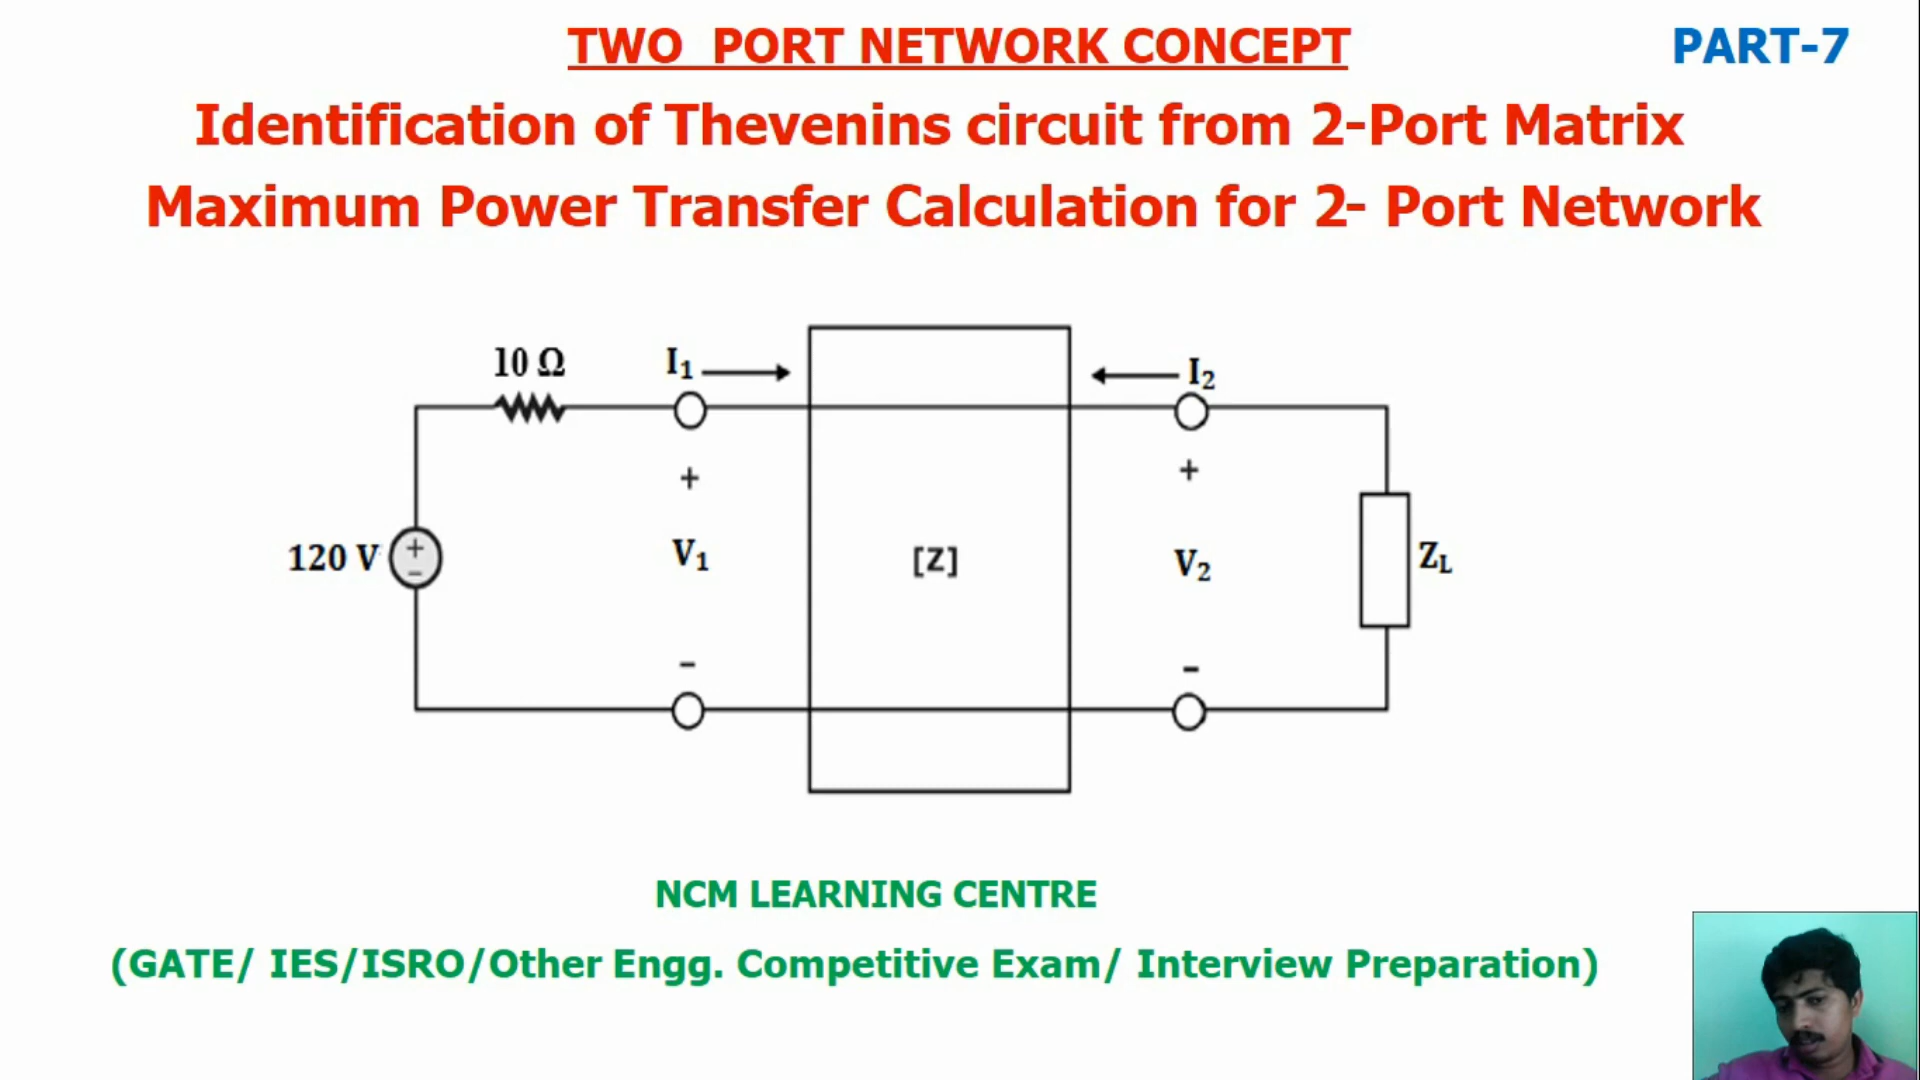 TWO PORT NETWORK CONCEPT
PART-7
Identification of Thevenins circuit from 2-Port Matrix
Maximum Power Transfer Calculation for 2- Port Network
10 Ω
I₁
I₂
+
+
120 V
+
−
V₁
[Z]
V₂
Z_L
−
−
NCM LEARNING CENTRE
(GATE/ IES/ISRO/Other Engg. Competitive Exam/ Interview Preparation)